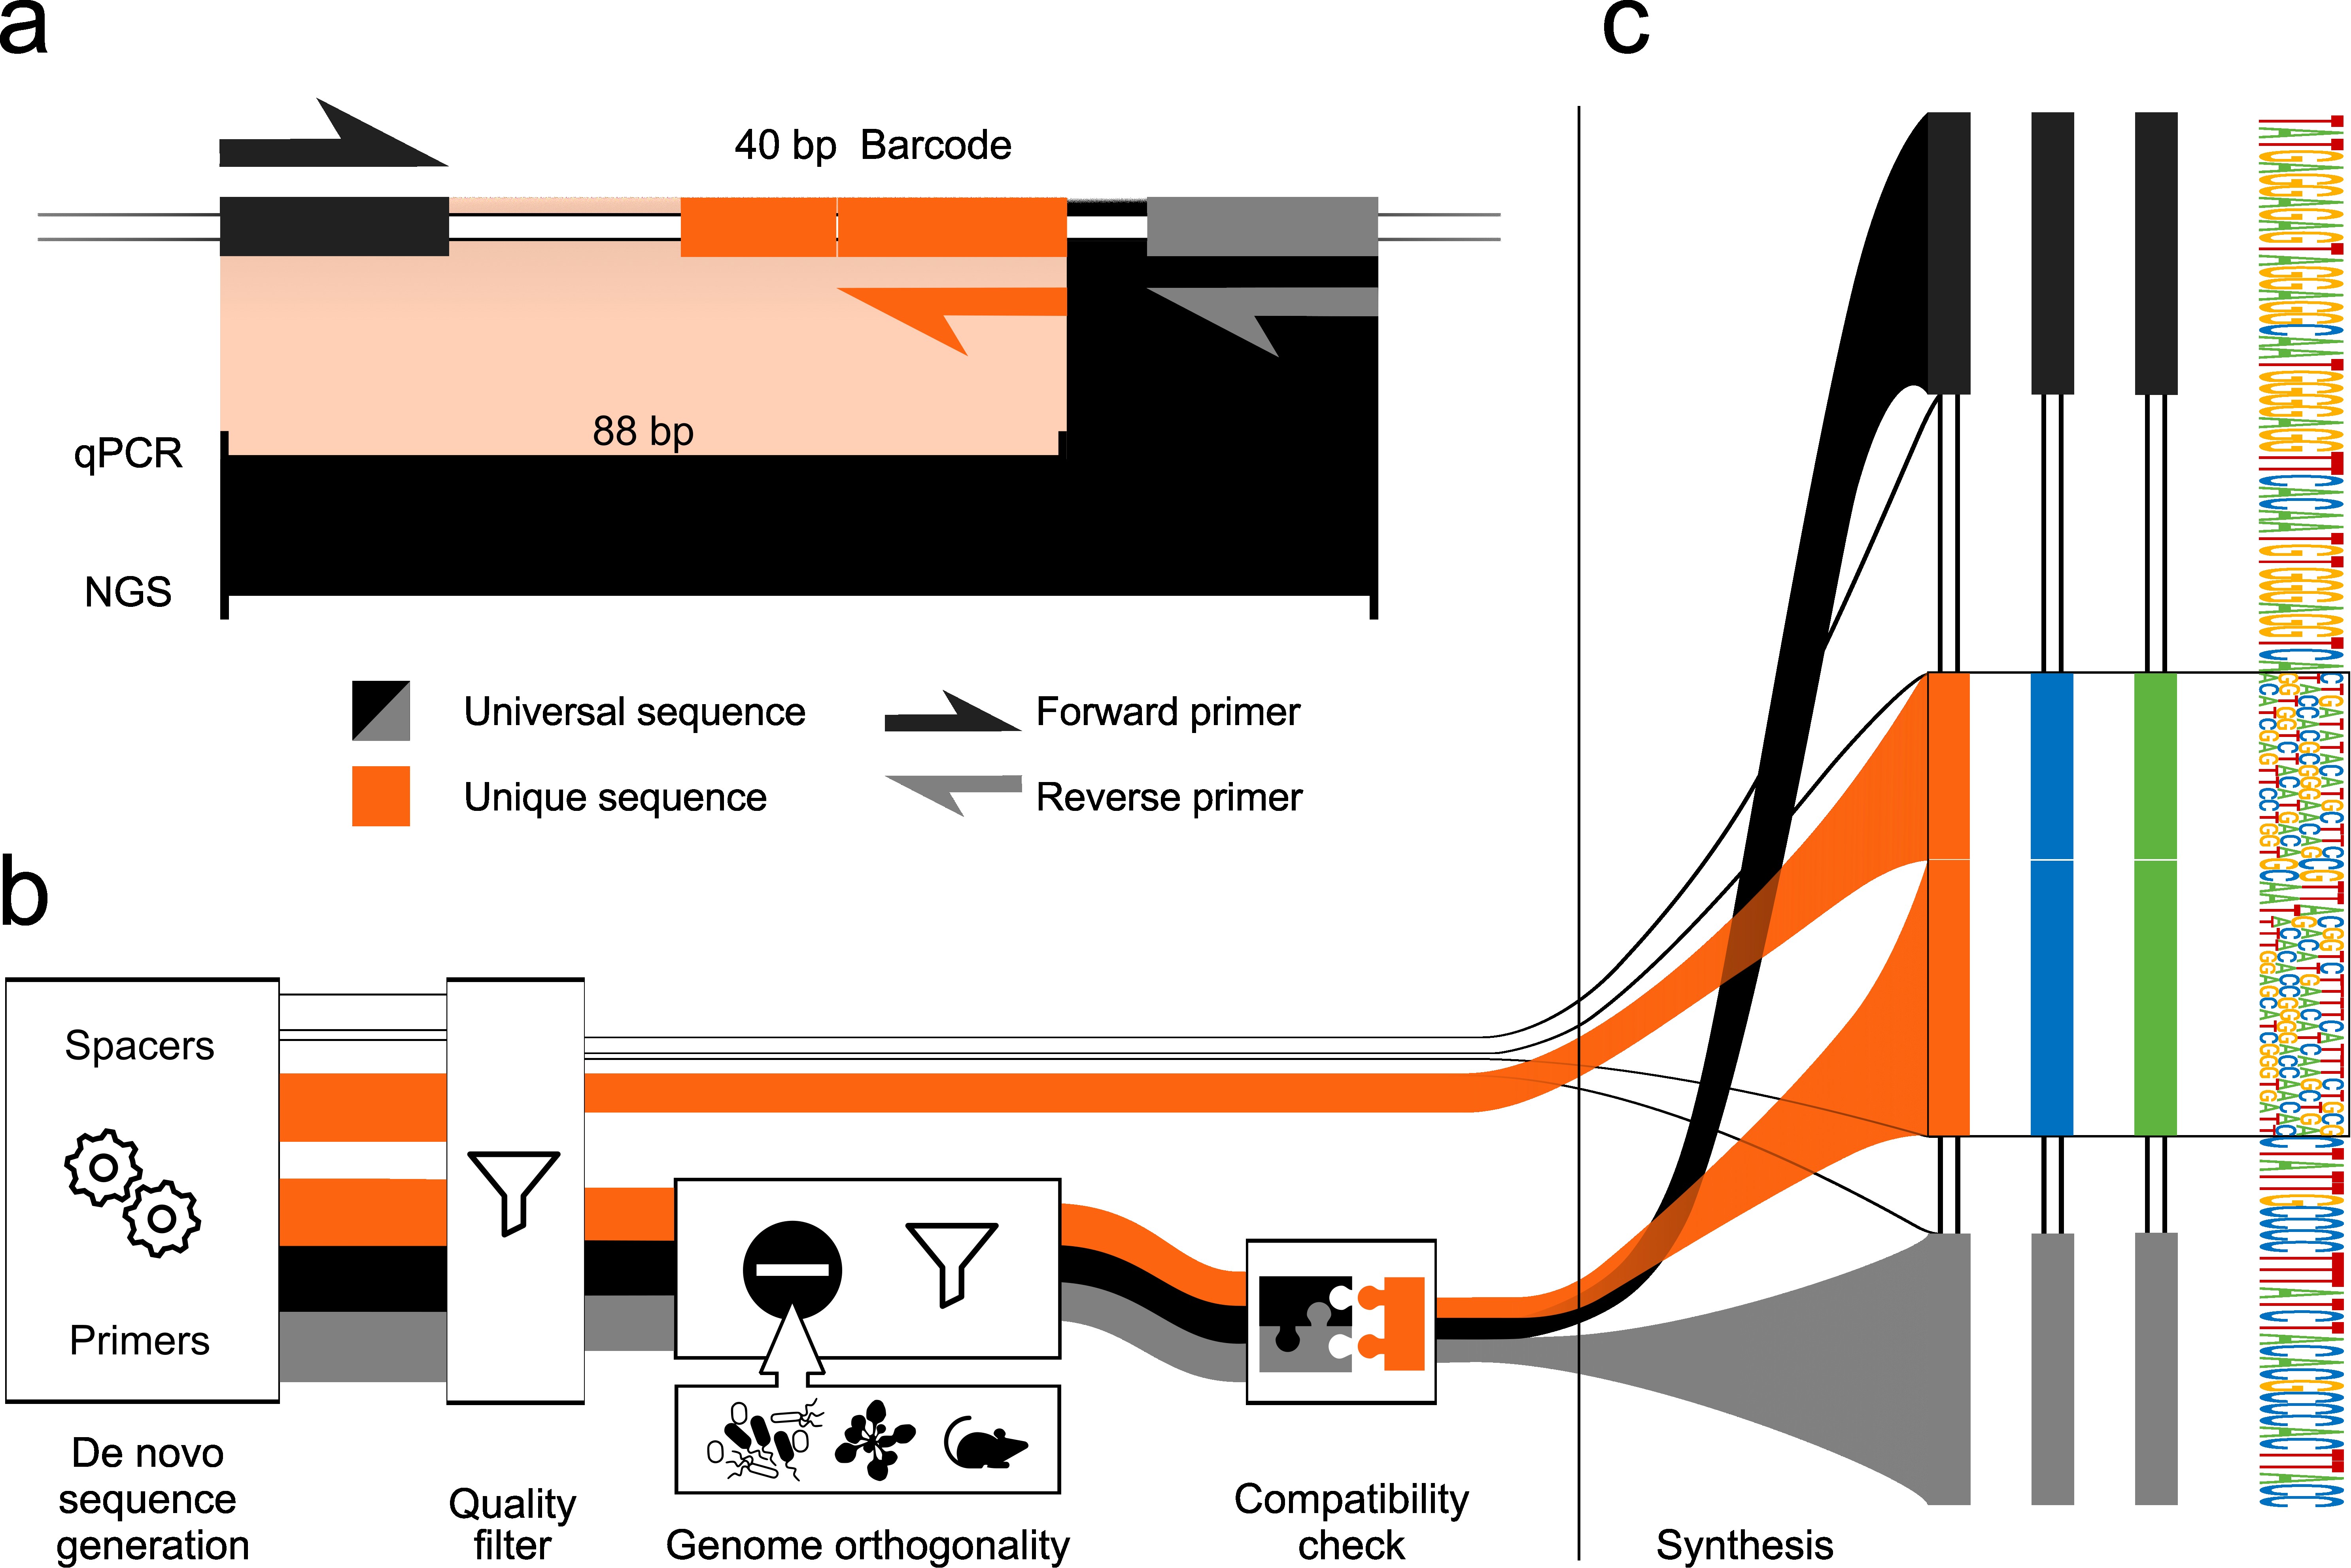 a
40 bp Barcode
88 bp
qPCR
NGS
Universal sequence
Forward primer
Unique sequence
Reverse primer
b
Spacers
Primers
De novo
sequence
generation
Quality
filter
Genome orthogonality
Compatibility
check
c
Synthesis